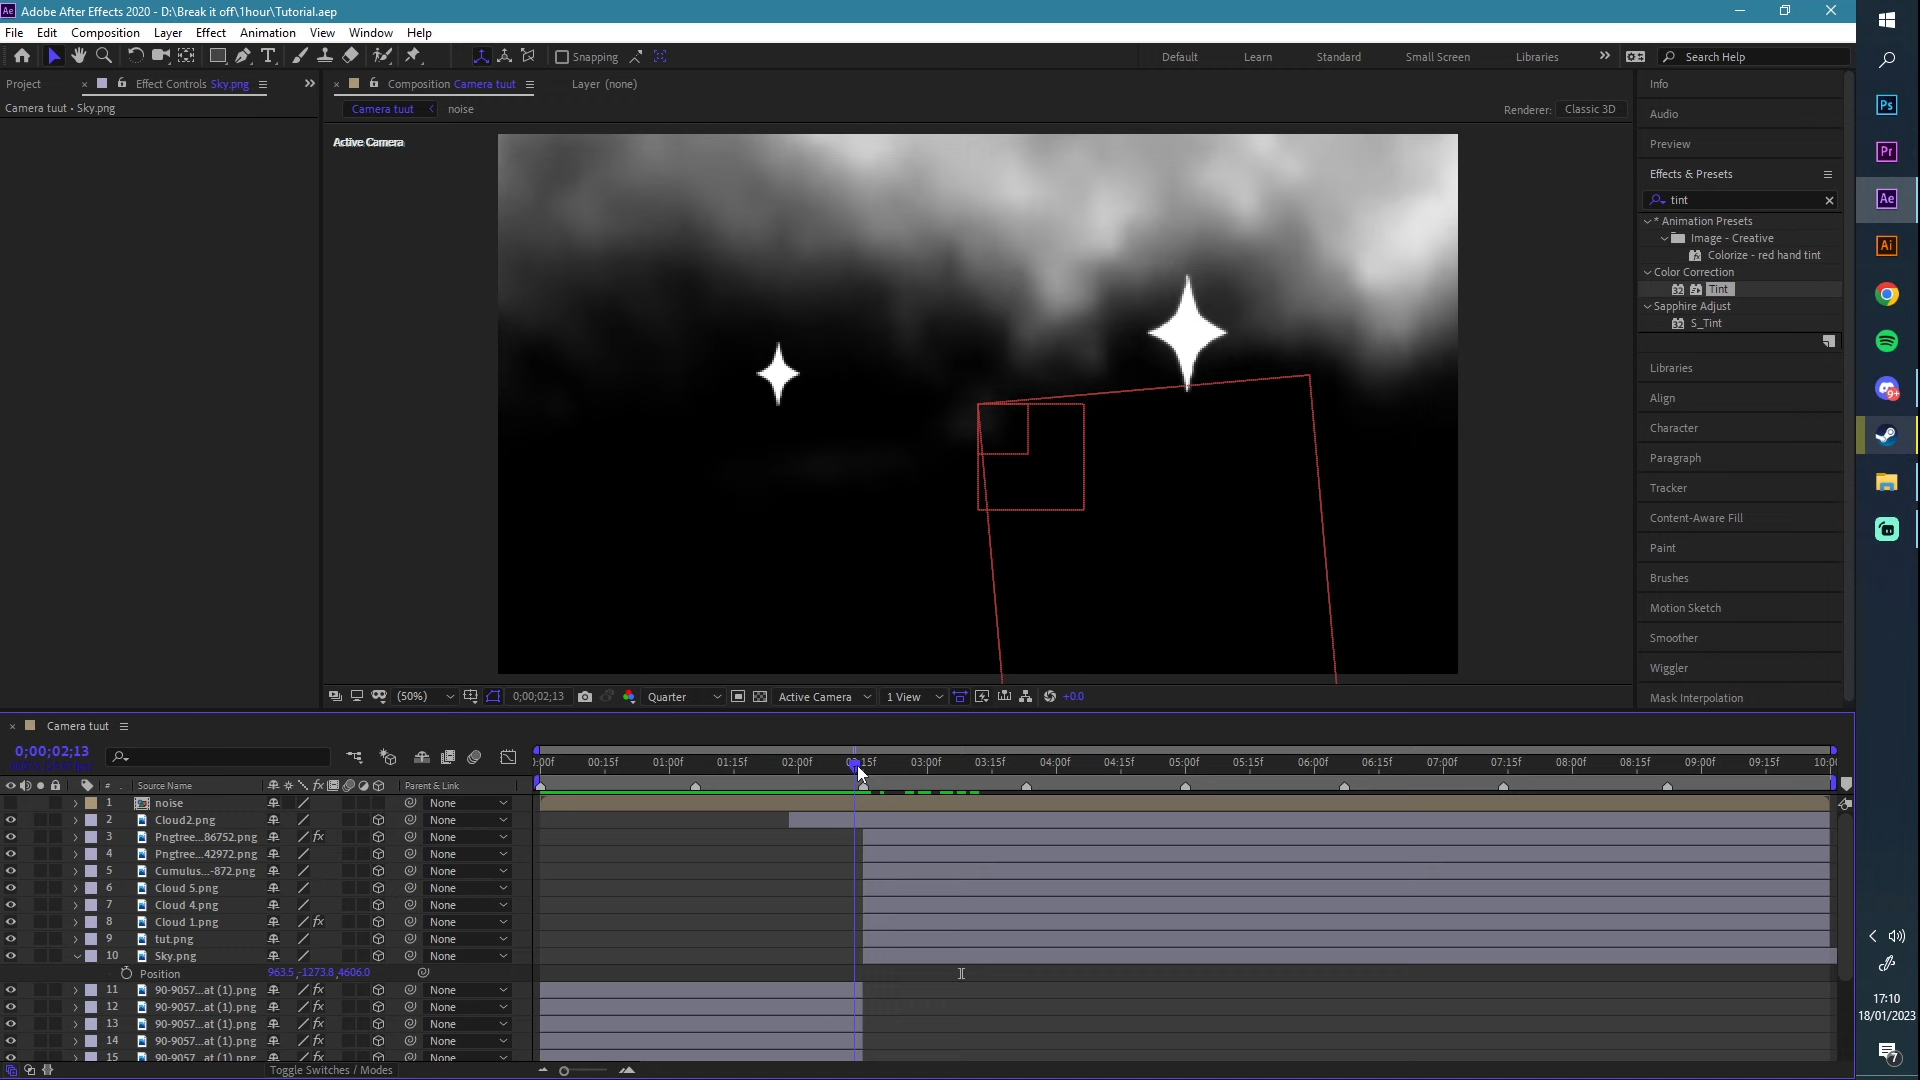 Adobe After Effects 2020 - D:\Break it off\1hour\Tutorial.aep
File Edit Composition Layer Effect Animation View Window Help
Snapping
Default Learn Standard Small Screen Libraries
Search Help
Project
Effect Controls Sky.png
Camera tuut • Sky.png
Composition Camera tuut
Layer (none)
Camera tuut
noise
Renderer: Classic 3D
Active Camera
Info
Audio
Preview
Effects & Presets
tint
* Animation Presets
Image - Creative
Colorize - red hand tint
Color Correction
32 Tint
Sapphire Adjust
32 S_Tint
Libraries
Align
Character
Paragraph
Tracker
Content-Aware Fill
Paint
Brushes
Motion Sketch
Smoother
Wiggler
Mask Interpolation
(50%) 0;00;02;13 Quarter Active Camera 1 View +0.0
Camera tuut
0;00;02;13
:00f 00:15f 01:00f 01:15f 02:00f 03:00f 03:15f 04:00f 04:15f 05:00f 05:15f 06:00f 06:15f 07:00f 07:15f 08:00f 08:15f 09:00f 09:15f
# Source Name Parent & Link
1 noise None
2 Cloud2.png None
3 Pngtree...86752.png fx None
4 Pngtree...42972.png None
5 Cumulus...-872.png None
6 Cloud 5.png None
7 Cloud 4.png None
8 Cloud 1.png fx None
9 tut.png None
10 Sky.png None
Position 963.5,-1273.8,4606.0
11 90-9057...at (1).png fx None
12 90-9057...at (1).png fx None
13 90-9057...at (1).png fx None
14 90-9057...at (1).png fx None
15 90-9057...at (1).png fx None
Toggle Switches / Modes
Ps
Pr
Ae
Ai
9+
17:10
18/01/2023
7